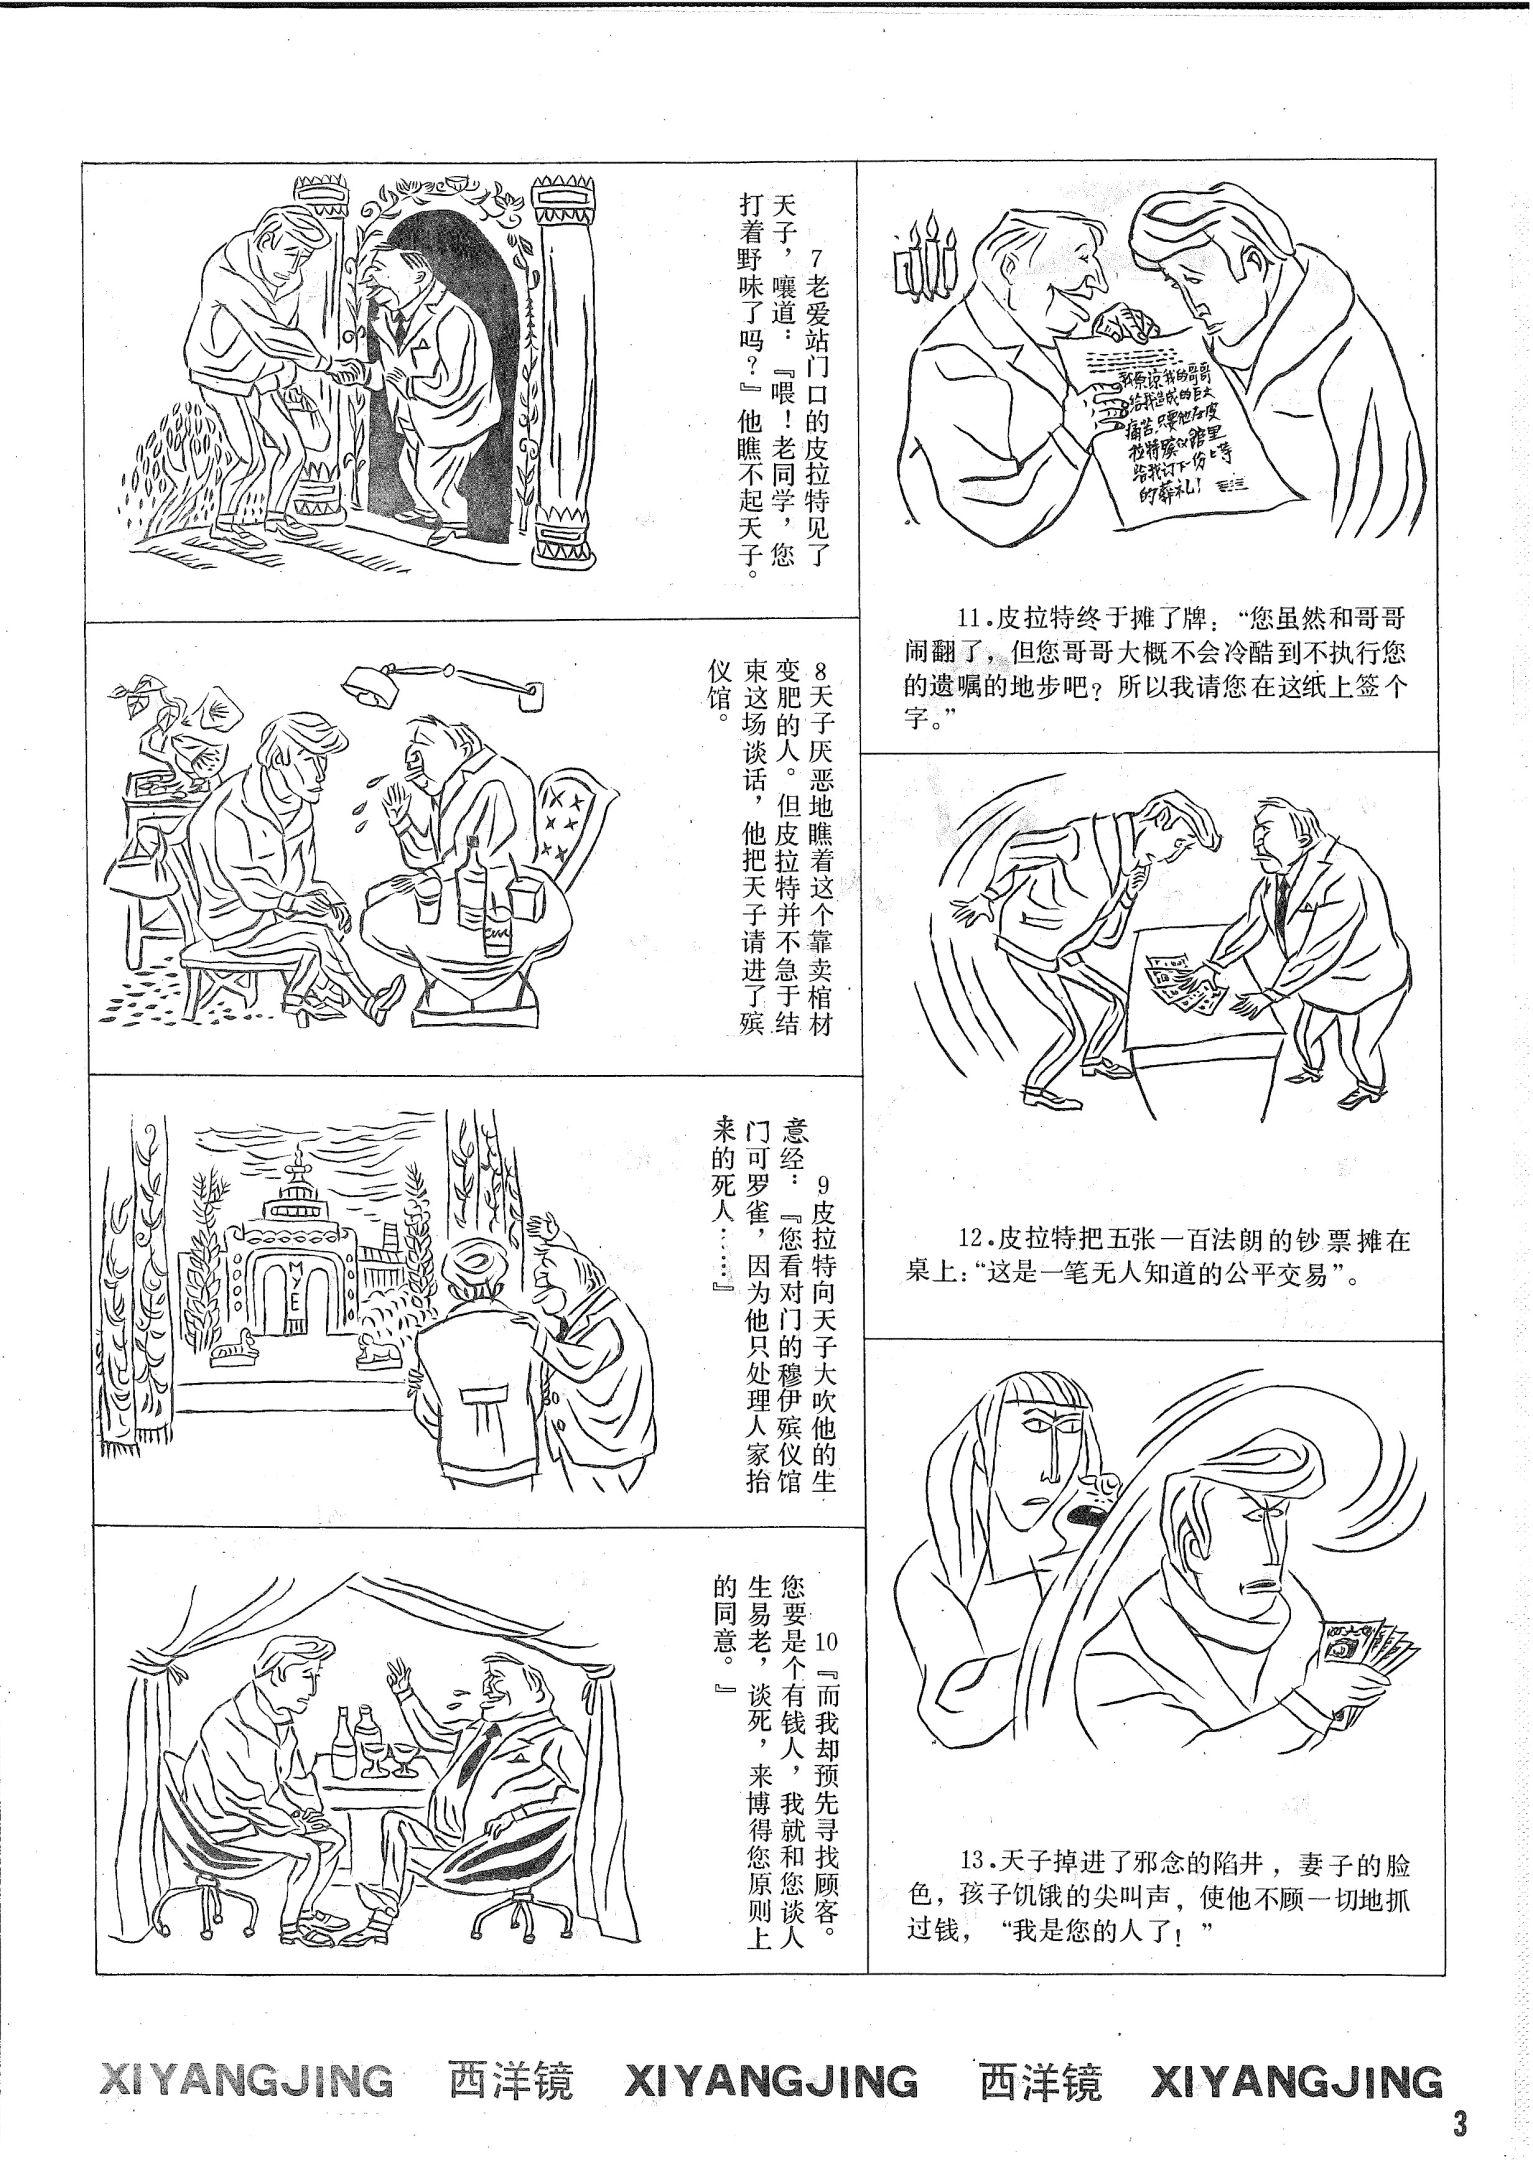 7老爱站门口的皮拉特见了
天子，嚷道：『喂！老同学，您
打着野味了吗？』他瞧不起天子。
8天子厌恶地瞧着这个靠卖棺材
变肥的人。但皮拉特并不急于结
束这场谈话，他把天子请进了殡
仪馆。
9皮拉特向天子大吹他的生
意经：『您看对门的穆伊殡仪馆
门可罗雀，因为他只处理人家抬
来的死人……』
MYE
10『而我却预先寻找顾客。
您要是个有钱人，我就和您谈人
生易老，谈死，来博得您原则上
的同意。』
我原谅我的哥哥
给我造成的巨大
痛苦.只要他在皮
拉特殡仪馆里
给我订下一份上等
的葬礼!
11.皮拉特终于摊了牌：“您虽然和哥哥
闹翻了，但您哥哥大概不会冷酷到不执行您
的遗嘱的地步吧？所以我请您在这纸上签个
字。”
12.皮拉特把五张一百法朗的钞票摊在
桌上：“这是一笔无人知道的公平交易”。
13.天子掉进了邪念的陷井，妻子的脸
色，孩子饥饿的尖叫声，使他不顾一切地抓
过钱，“我是您的人了！”
XIYANGJING 西洋镜 XIYANGJING 西洋镜 XIYANGJING
3